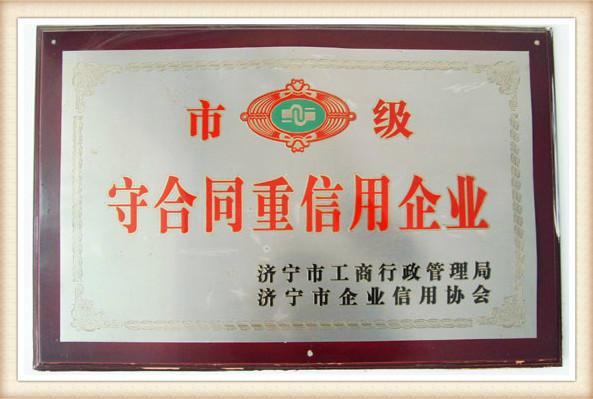 市 级
守合同重信用企业
济宁市工商行政管理局
济宁市企业信用协会